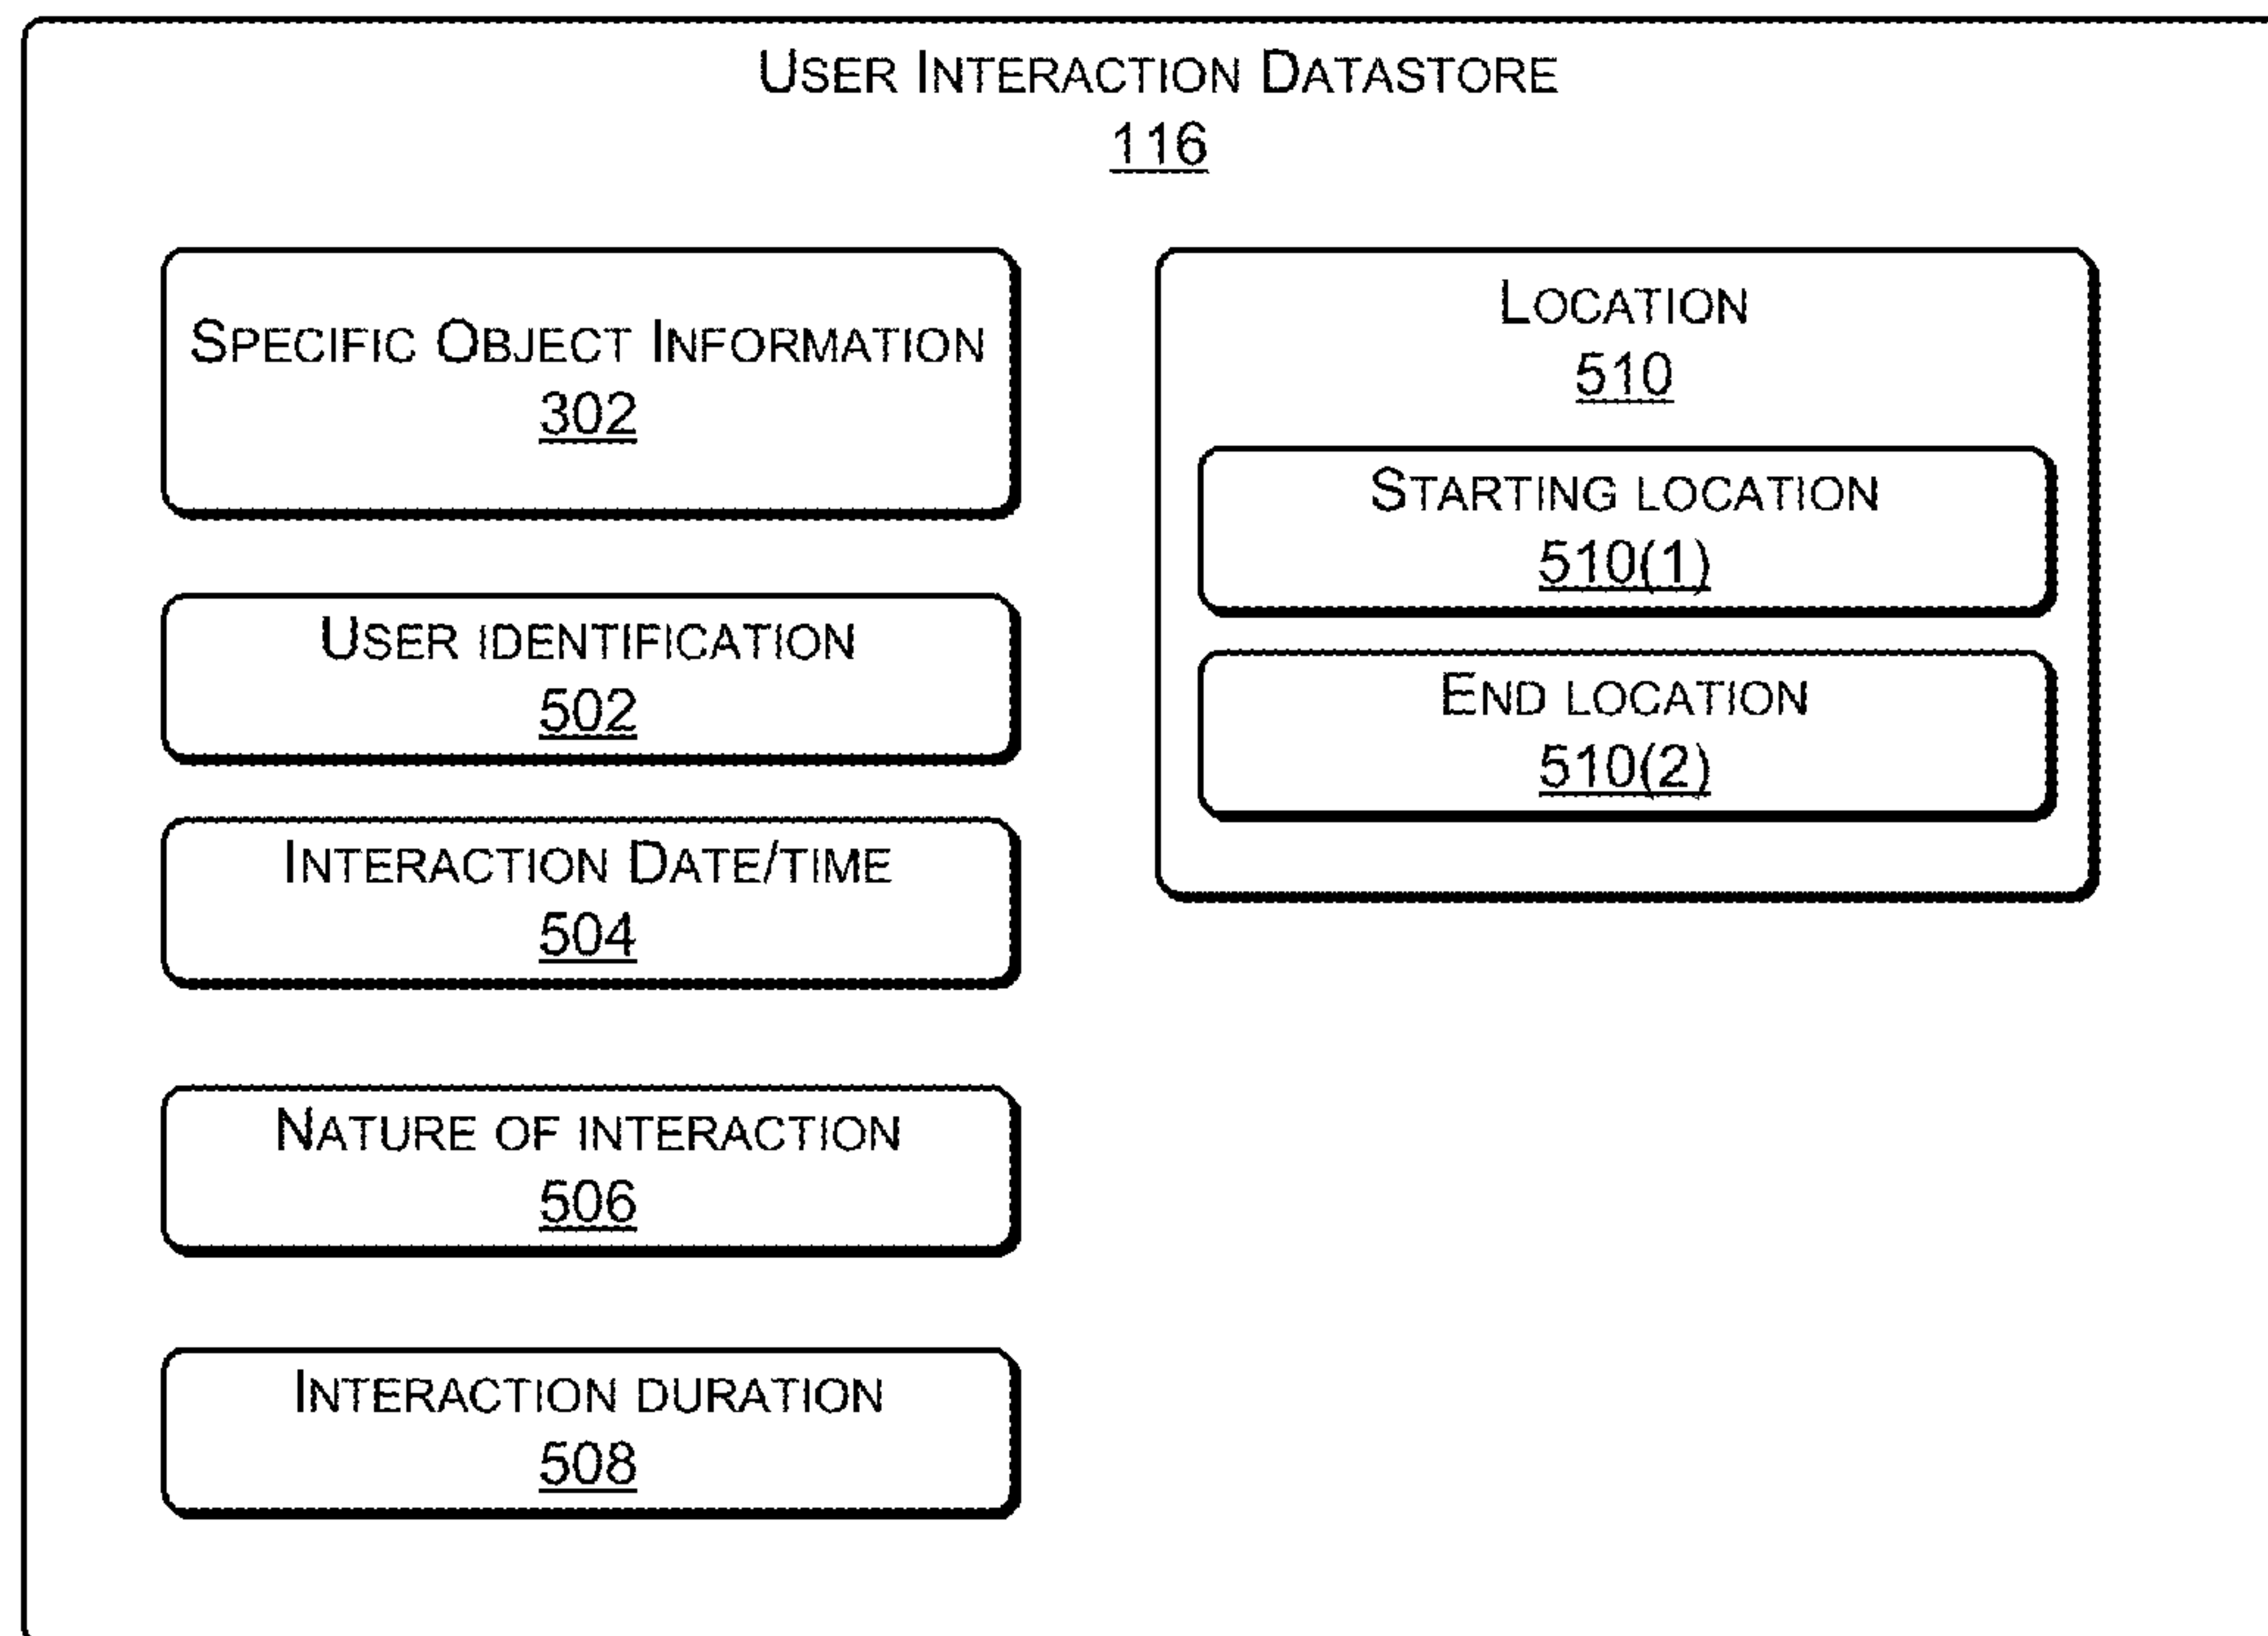 USER INTERACTION DATASTORE
116
SPECIFIC OBJECT INFORMATION
302
USER IDENTIFICATION
502
INTERACTION DATE/TIME
504
NATURE OF INTERACTION
506
INTERACTION DURATION
508
LOCATION
510
STARTING LOCATION
510(1)
END LOCATION
510(2)